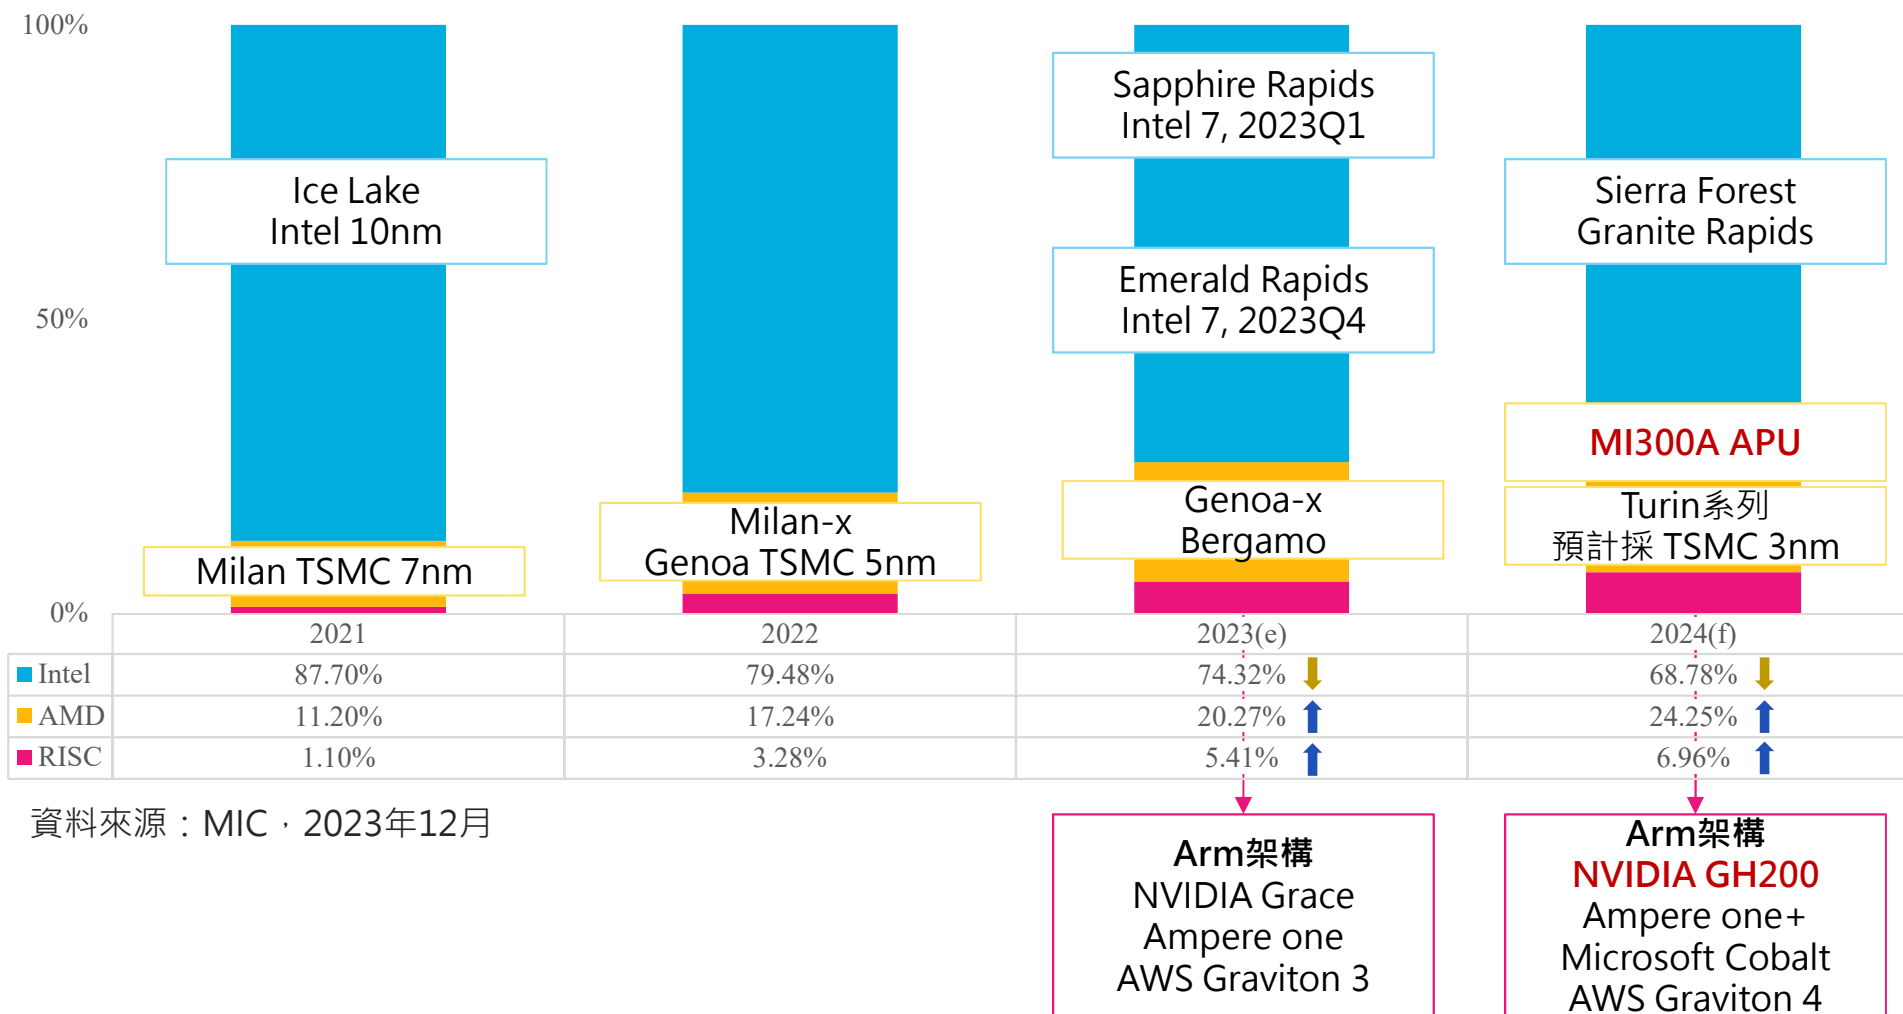 100%
50%
0%
Ice Lake
Intel 10nm
Milan TSMC 7nm
Milan-x
Genoa TSMC 5nm
Sapphire Rapids
Intel 7, 2023Q1
Emerald Rapids
Intel 7, 2023Q4
Genoa-x
Bergamo
Sierra Forest
Granite Rapids
MI300A APU
Turin系列
預計採 TSMC 3nm
2021 2022 2023(e) 2024(f)
Intel 87.70% 79.48% 74.32% 68.78%
AMD 11.20% 17.24% 20.27% 24.25%
RISC 1.10% 3.28% 5.41% 6.96%
資料來源：MIC，2023年12月
Arm架構
NVIDIA Grace
Ampere one
AWS Graviton 3
Arm架構
NVIDIA GH200
Ampere one+
Microsoft Cobalt
AWS Graviton 4